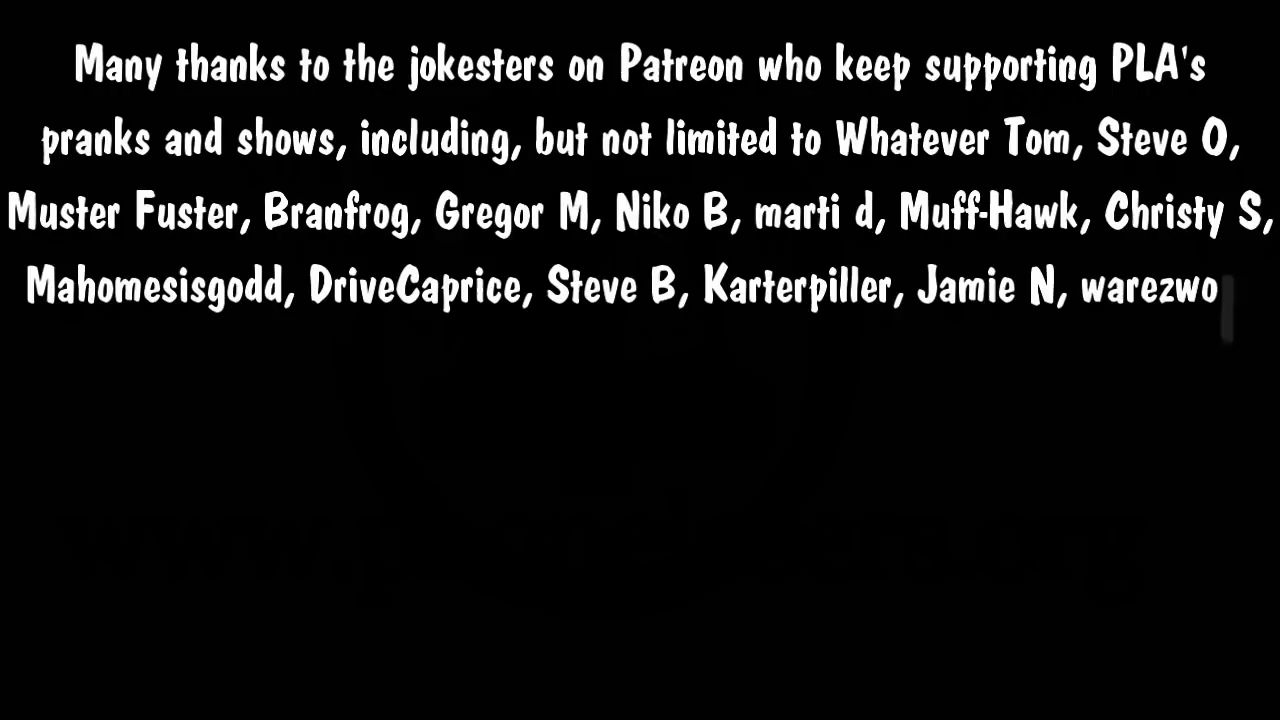 Many thanks to the jokesters on Patreon who keep supporting PLA's
pranks and shows, including, but not limited to Whatever Tom, Steve O,
Muster Fuster, Branfrog, Gregor M, Niko B, marti d, Muff-Hawk, Christy S,
Mahomesisgodd, DriveCaprice, Steve B, Karterpiller, Jamie N, warezwo